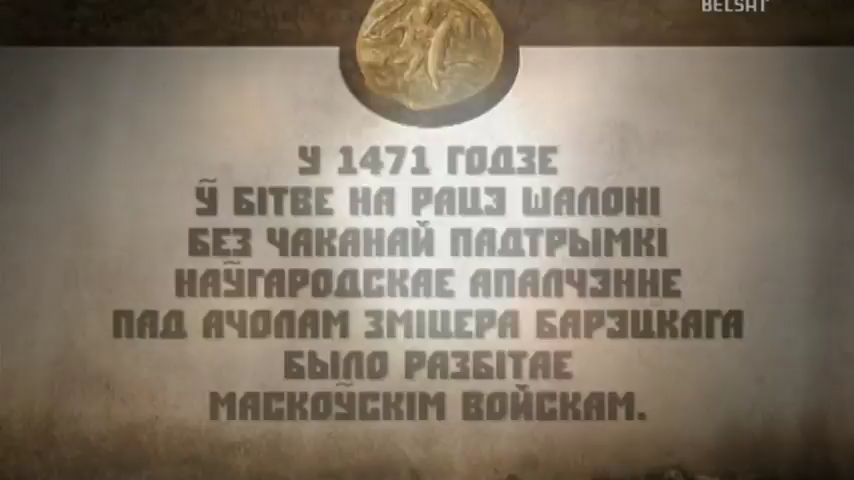 BELSAT
У 1471 ГОДЗЕ
Ў БІТВЕ НА РАЦЭ ШАЛОНІ
БЕЗ ЧАКАНАЙ ПАДТРЫМКІ
НАЎГАРОДСКАЕ АПАЛЧЭННЕ
ПАД АЧОЛАМ ЗМІЦЕРА БАРЭЦКАГА
БЫЛО РАЗБІТАЕ
МАСКОЎСКІМ ВОЙСКАМ.